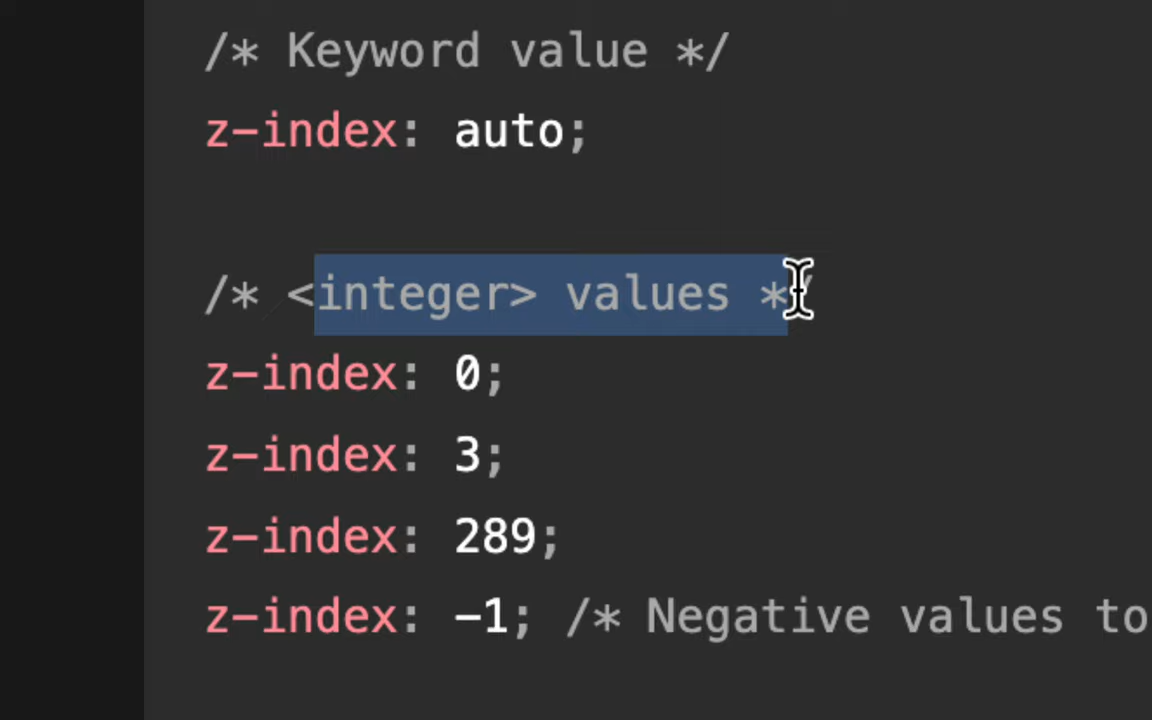 /* Keyword value */
z-index: auto;
/* <integer> values */
z-index: 0;
z-index: 3;
z-index: 289;
z-index: -1; /* Negative values to